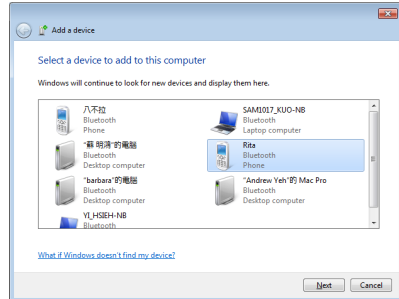 Add a device
Select a device to add to this computer
Windows will continue to look for new devices and display them here.
八不拉
Bluetooth
Phone
SAM1017_KUO-NB
Bluetooth
Laptop computer
"蘇 明鴻"的電腦
Bluetooth
Desktop computer
Rita
Bluetooth
Phone
"barbara"的電腦
Bluetooth
Desktop computer
"Andrew Yeh"的 Mac Pro
Bluetooth
Desktop computer
YI_HSIEH-NB
Bluetooth
What if Windows doesn't find my device?
Next
Cancel